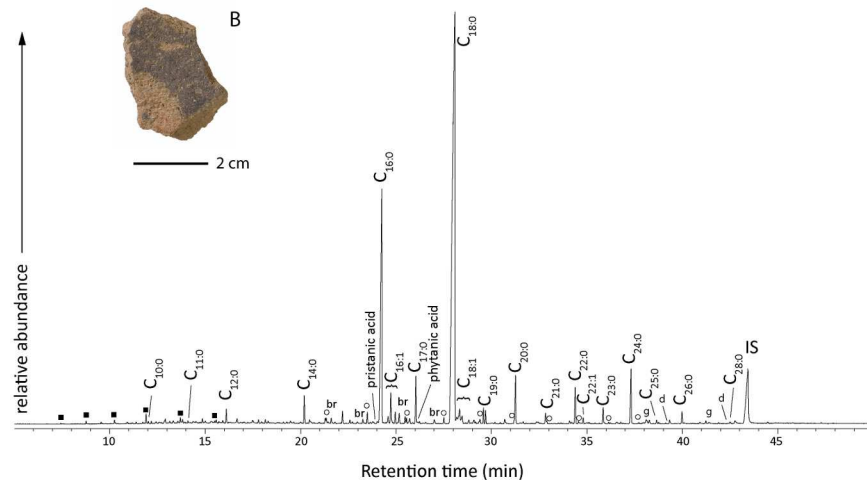 B
2 cm
relative abundance
C10:0
C11:0
C12:0
C14:0
br
br
pristanic acid
C16:0
C16:1
br
C17:0
phytanic acid
br
C18:0
C18:1
C19:0
C20:0
C21:0
C22:0
C22:1
C23:0
C24:0
g
C25:0
d
C26:0
g
d
C28:0
IS
10
15
20
25
30
35
40
45
50
Retention time (min)